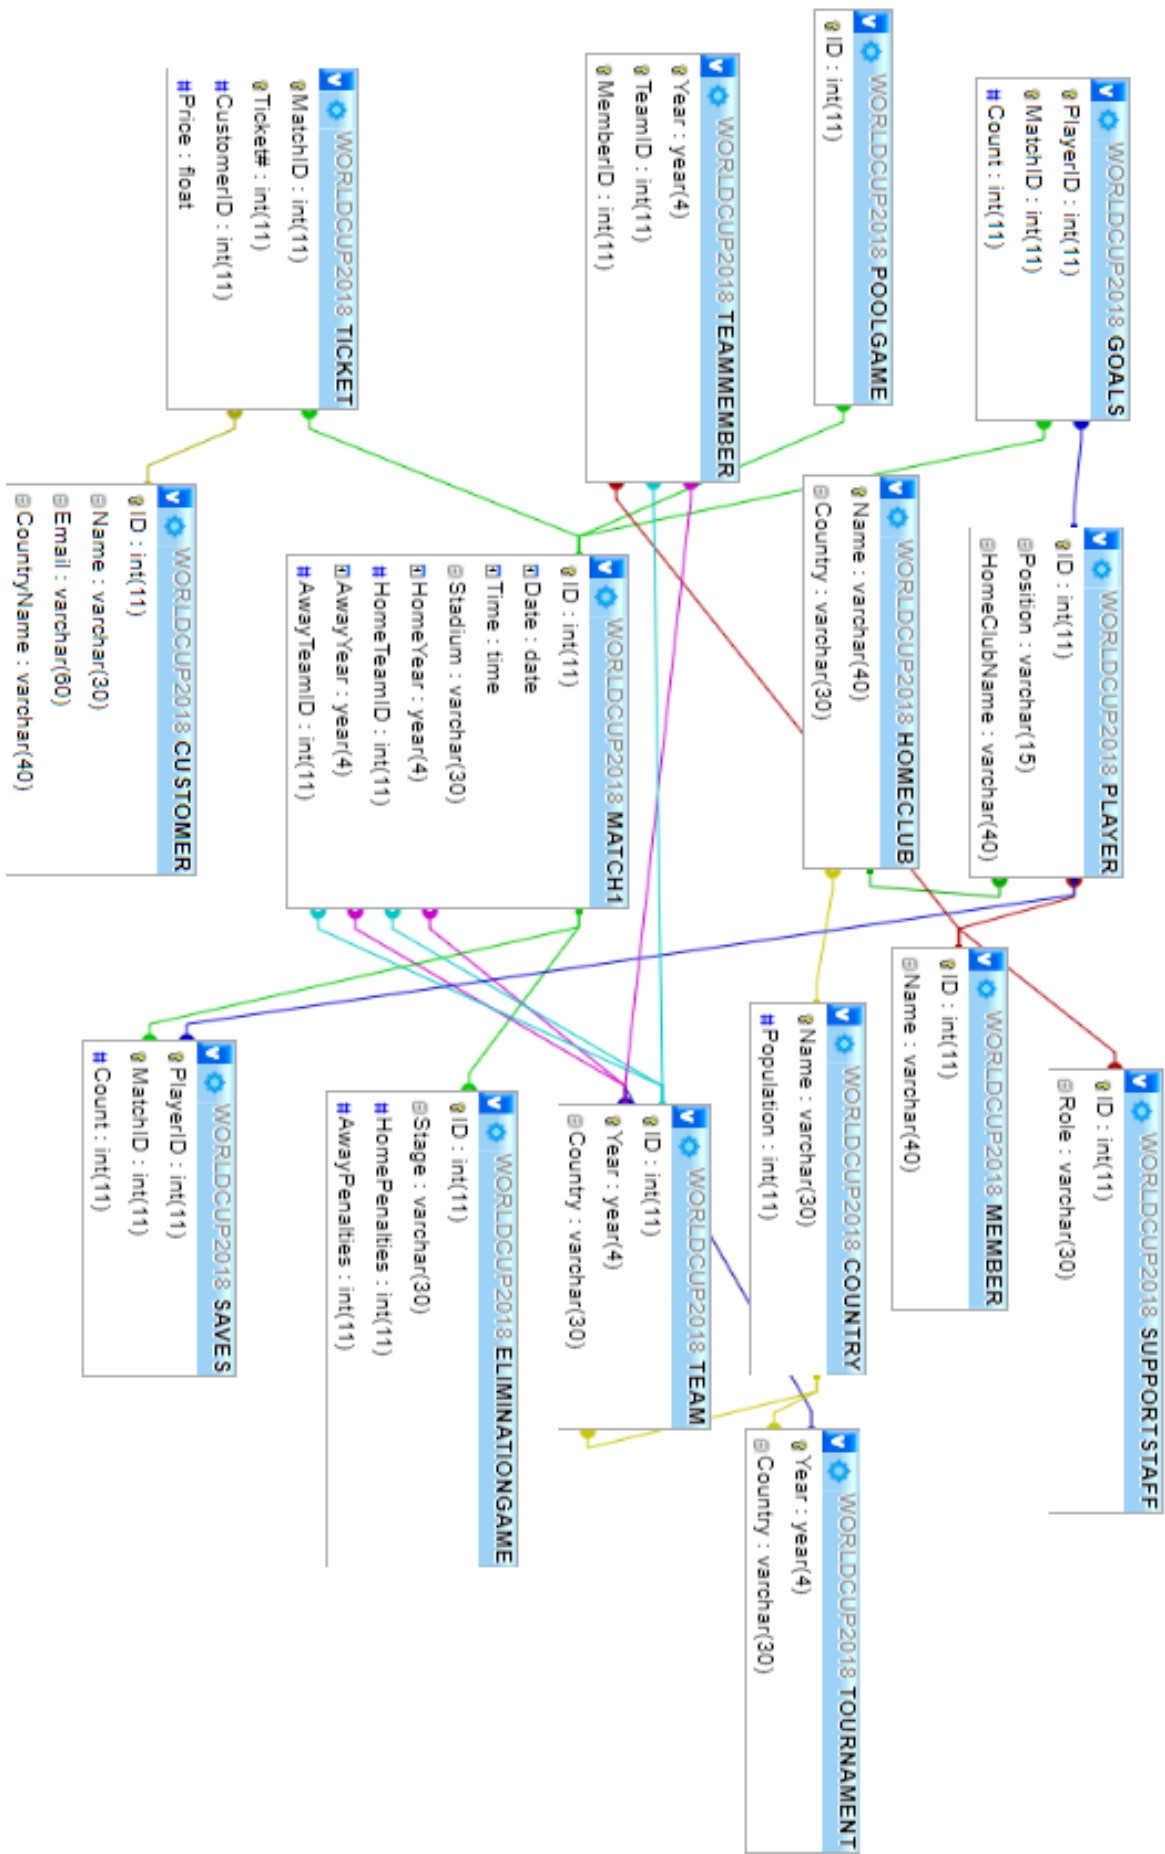 WORLDCUP2018 GOALS
PlayerID : int(11)
MatchID : int(11)
#Count : int(11)
WORLDCUP2018 POOLGAME
ID : int(11)
WORLDCUP2018 TEAMMEMBER
Year : year(4)
TeamID : int(11)
MemberID : int(11)
WORLDCUP2018 TICKET
MatchID : int(11)
Ticket# : int(11)
#CustomerID : int(11)
#Price : float
WORLDCUP2018 PLAYER
ID : int(11)
Position : varchar(15)
HomeClubName : varchar(40)
WORLDCUP2018 HOMECLUB
Name : varchar(40)
Country : varchar(30)
WORLDCUP2018 MATCH1
ID : int(11)
Date : date
Time : time
Stadium : varchar(30)
HomeYear : year(4)
#HomeTeamID : int(11)
AwayYear : year(4)
#AwayTeamID : int(11)
WORLDCUP2018 CUSTOMER
ID : int(11)
Name : varchar(30)
Email : varchar(60)
CountryName : varchar(40)
WORLDCUP2018 SUPPORTSTAFF
ID : int(11)
Role : varchar(30)
WORLDCUP2018 MEMBER
ID : int(11)
Name : varchar(40)
WORLDCUP2018 COUNTRY
Name : varchar(30)
#Population : int(11)
WORLDCUP2018 TEAM
ID : int(11)
Year : year(4)
Country : varchar(30)
WORLDCUP2018 ELIMINATIONGAME
ID : int(11)
Stage : varchar(30)
#HomePenalties : int(11)
#AwayPenalties : int(11)
WORLDCUP2018 SAVES
PlayerID : int(11)
MatchID : int(11)
#Count : int(11)
WORLDCUP2018 TOURNAMENT
Year : year(4)
Country : varchar(30)